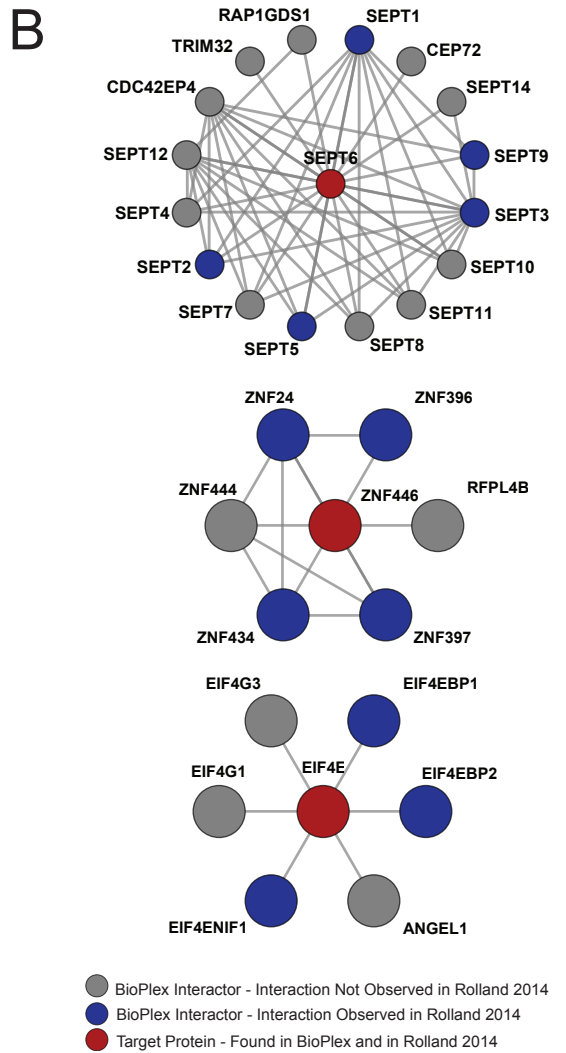 B
RAP1GDS1
SEPT1
TRIM32
CEP72
CDC42EP4
SEPT14
SEPT12
SEPT6
SEPT9
SEPT4
SEPT3
SEPT2
SEPT10
SEPT7
SEPT11
SEPT5
SEPT8
ZNF24
ZNF396
ZNF444
ZNF446
RFPL4B
ZNF434
ZNF397
EIF4G3
EIF4EBP1
EIF4G1
EIF4E
EIF4EBP2
EIF4ENIF1
ANGEL1
BioPlex Interactor - Interaction Not Observed in Rolland 2014
BioPlex Interactor - Interaction Observed in Rolland 2014
Target Protein - Found in BioPlex and in Rolland 2014